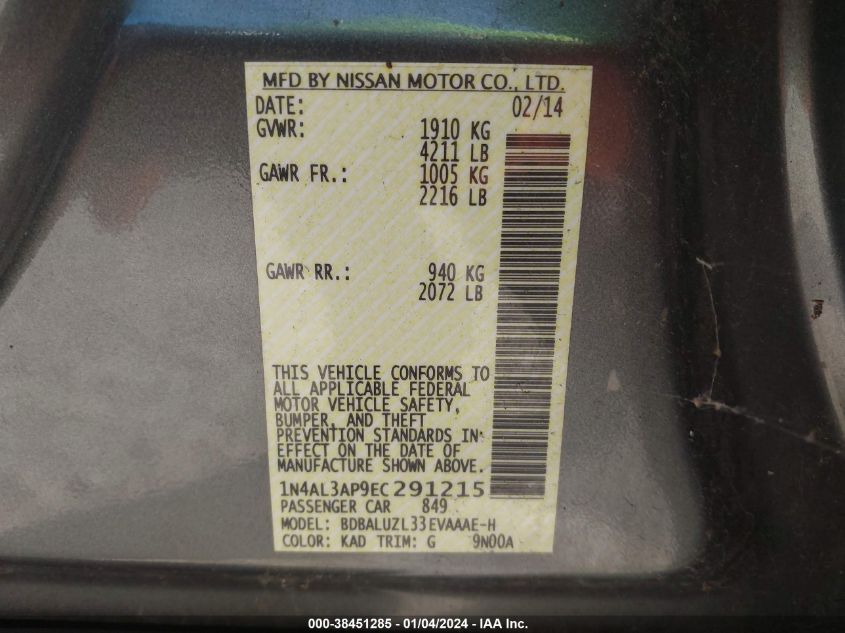 MFD BY NISSAN MOTOR CO., LTD.
DATE: 02/14
GVWR: 1910 KG
4211 LB
GAWR FR.: 1005 KG
2216 LB
GAWR RR.: 940 KG
2072 LB
THIS VEHICLE CONFORMS TO
ALL APPLICABLE FEDERAL
MOTOR VEHICLE SAFETY,
BUMPER, AND THEFT
PREVENTION STANDARDS IN
EFFECT ON THE DATE OF
MANUFACTURE SHOWN ABOVE.
1N4AL3AP9EC291215
PASSENGER CAR 849
MODEL: BDBALUZL33EVAAAE-H
COLOR: KAD TRIM: G 9N00A
000-38451285 - 01/04/2024 - IAA Inc.